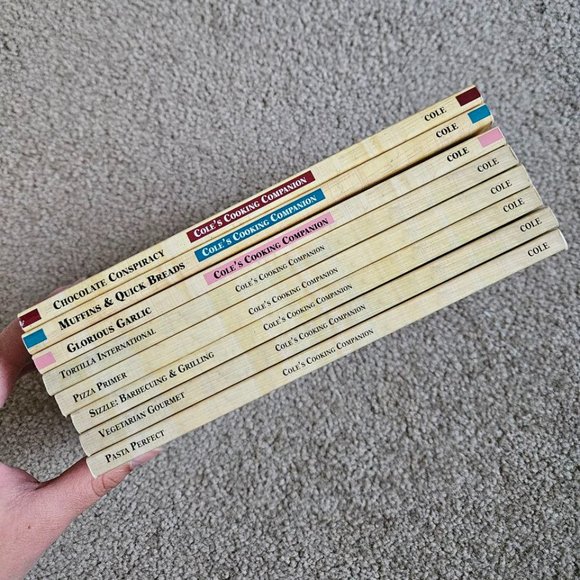 CHOCOLATE CONSPIRACY COLE'S COOKING COMPANION COLE
MUFFINS & QUICK BREADS COLE'S COOKING COMPANION COLE
GLORIOUS GARLIC COLE'S COOKING COMPANION COLE
TORTILLA INTERNATIONAL COLE'S COOKING COMPANION COLE
PIZZA PRIMER COLE'S COOKING COMPANION COLE
SIZZLE: BARBECUING & GRILLING COLE'S COOKING COMPANION COLE
VEGETARIAN GOURMET COLE'S COOKING COMPANION COLE
PASTA PERFECT COLE'S COOKING COMPANION COLE